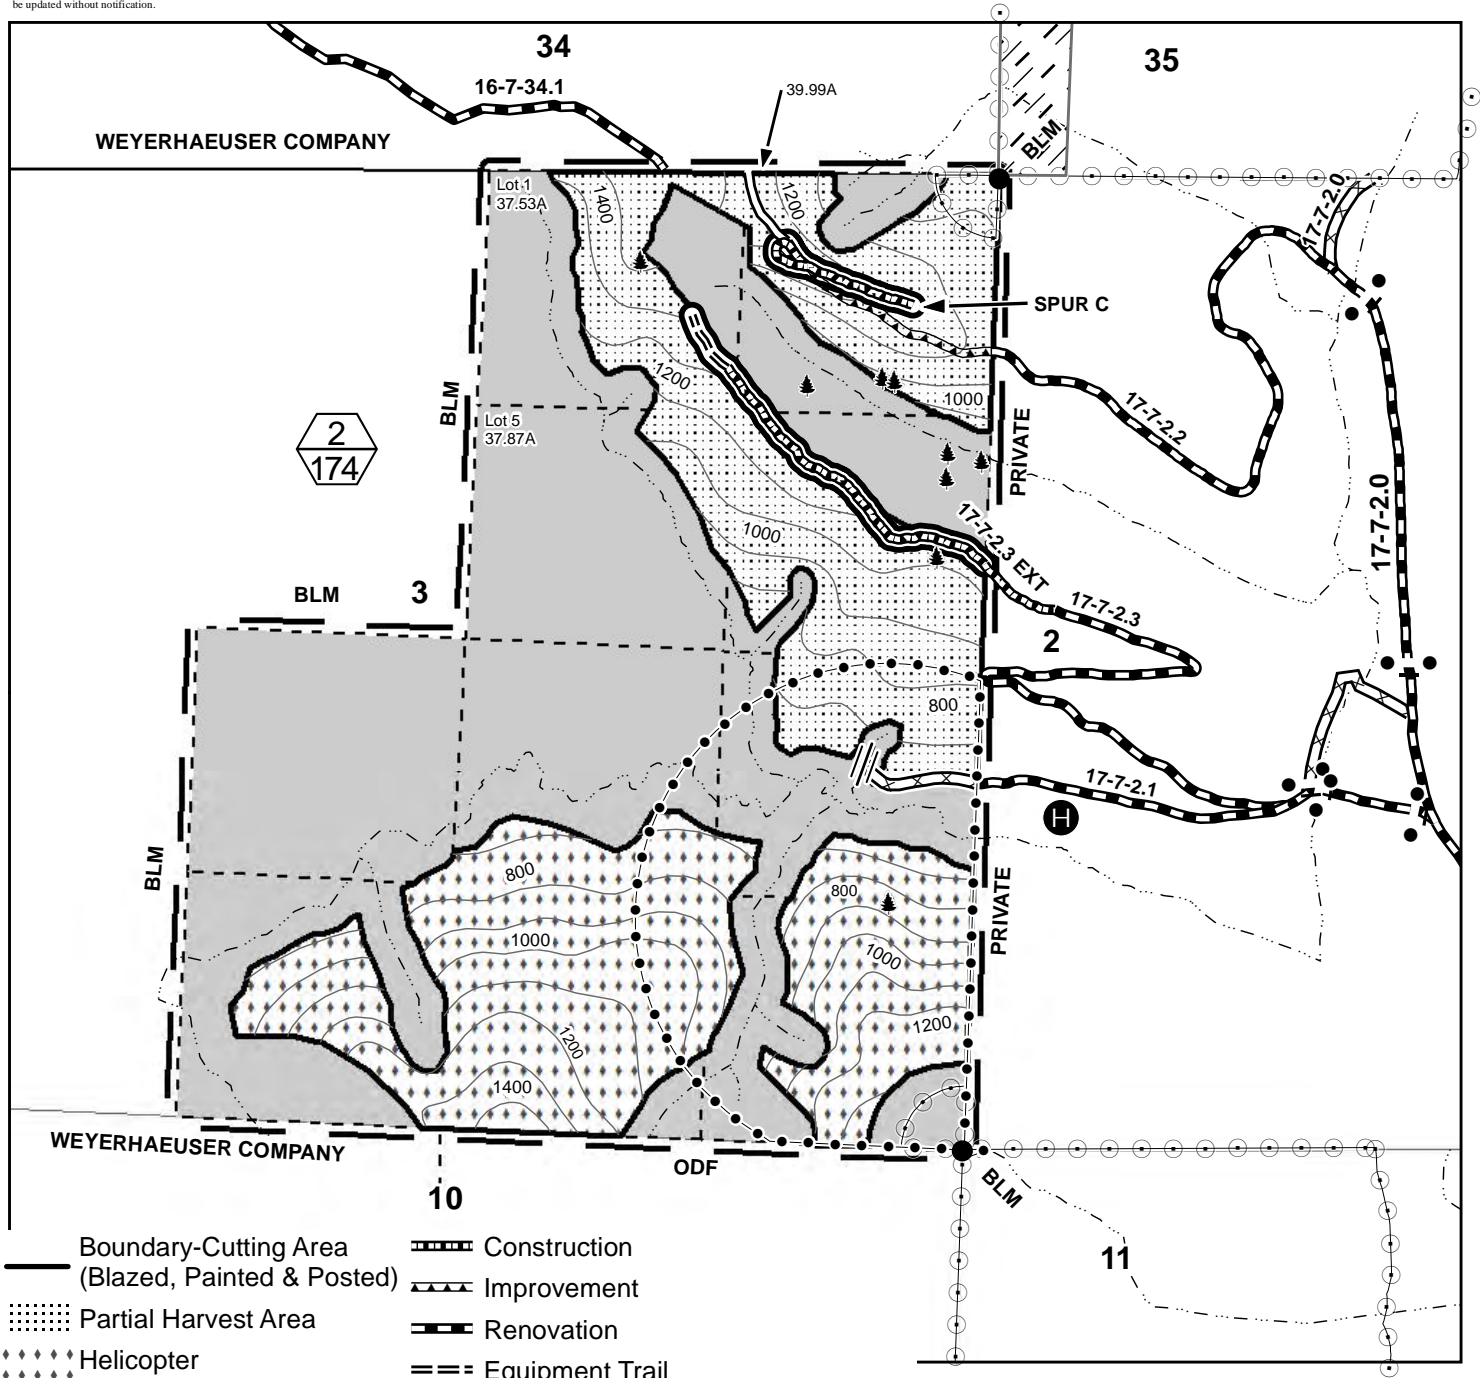 be updated without notification.
34
35
16-7-34.1
39.99A
WEYERHAEUSER COMPANY
BLM
Lot 1
37.53A
1400
1200
17-7-2.0
SPUR C
1200
1000
BLM
Lot 5
37.87A
17-7-2.2
2
174
PRIVATE
17-7-2.0
1000
17-7-2.3 EXT
BLM
3
17-7-2.3
2
800
17-7-2.1
H
BLM
800
800
PRIVATE
1000
1000
1200
1200
1400
WEYERHAEUSER COMPANY
ODF
BLM
10
11
Boundary-Cutting Area
(Blazed, Painted & Posted)
Partial Harvest Area
Helicopter
Construction
Improvement
Renovation
Equipment Trail